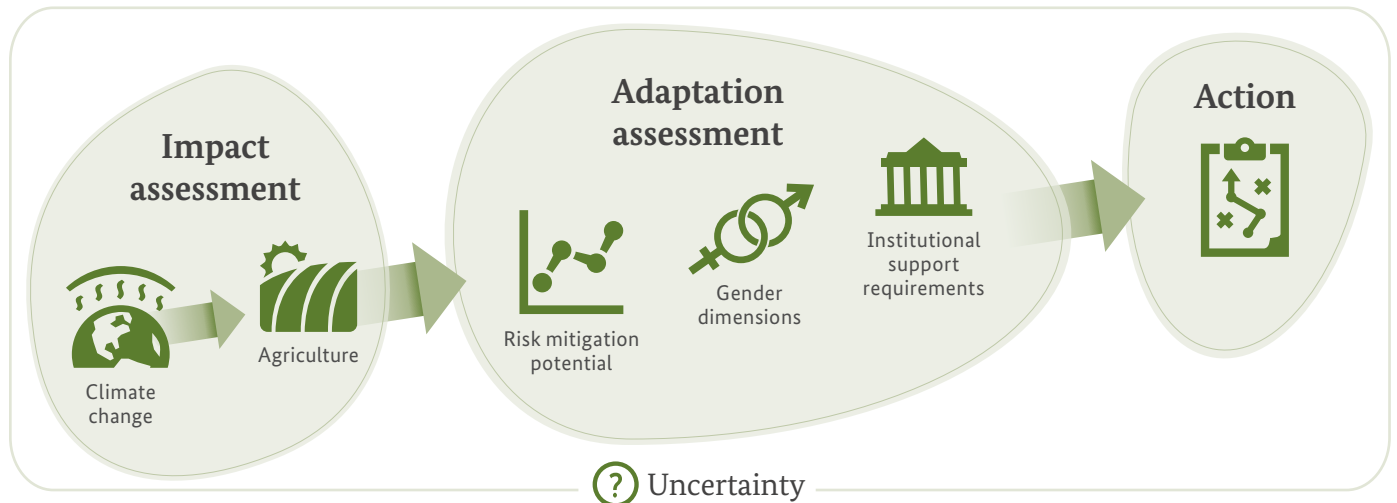 Impact
assessment
Climate
change
Agriculture
Adaptation
assessment
Risk mitigation
potential
Gender
dimensions
Institutional
support
requirements
Action
? Uncertainty